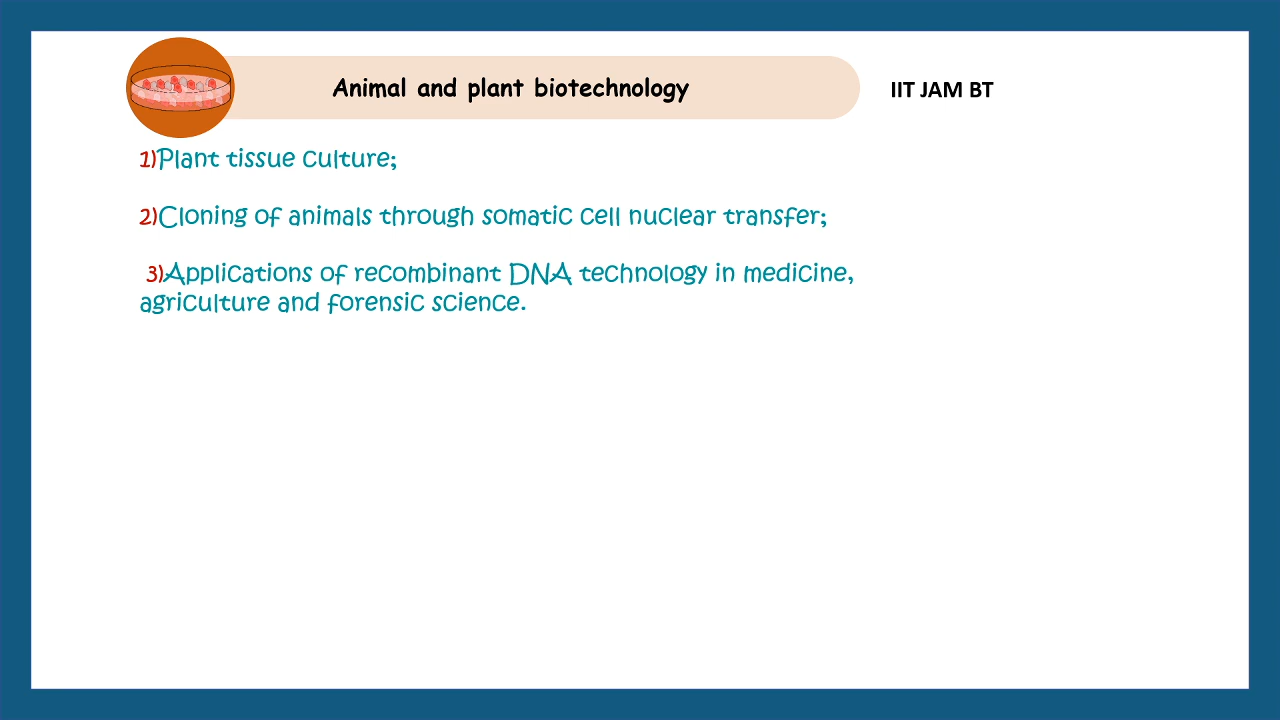 Animal and plant biotechnology
IIT JAM BT
1)Plant tissue culture;
2)Cloning of animals through somatic cell nuclear transfer;
3)Applications of recombinant DNA technology in medicine,
agriculture and forensic science.